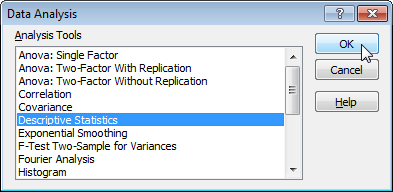 Data Analysis
Analysis Tools
Anova: Single Factor
Anova: Two-Factor With Replication
Anova: Two-Factor Without Replication
Correlation
Covariance
Descriptive Statistics
Exponential Smoothing
F-Test Two-Sample for Variances
Fourier Analysis
Histogram
OK
Cancel
Help